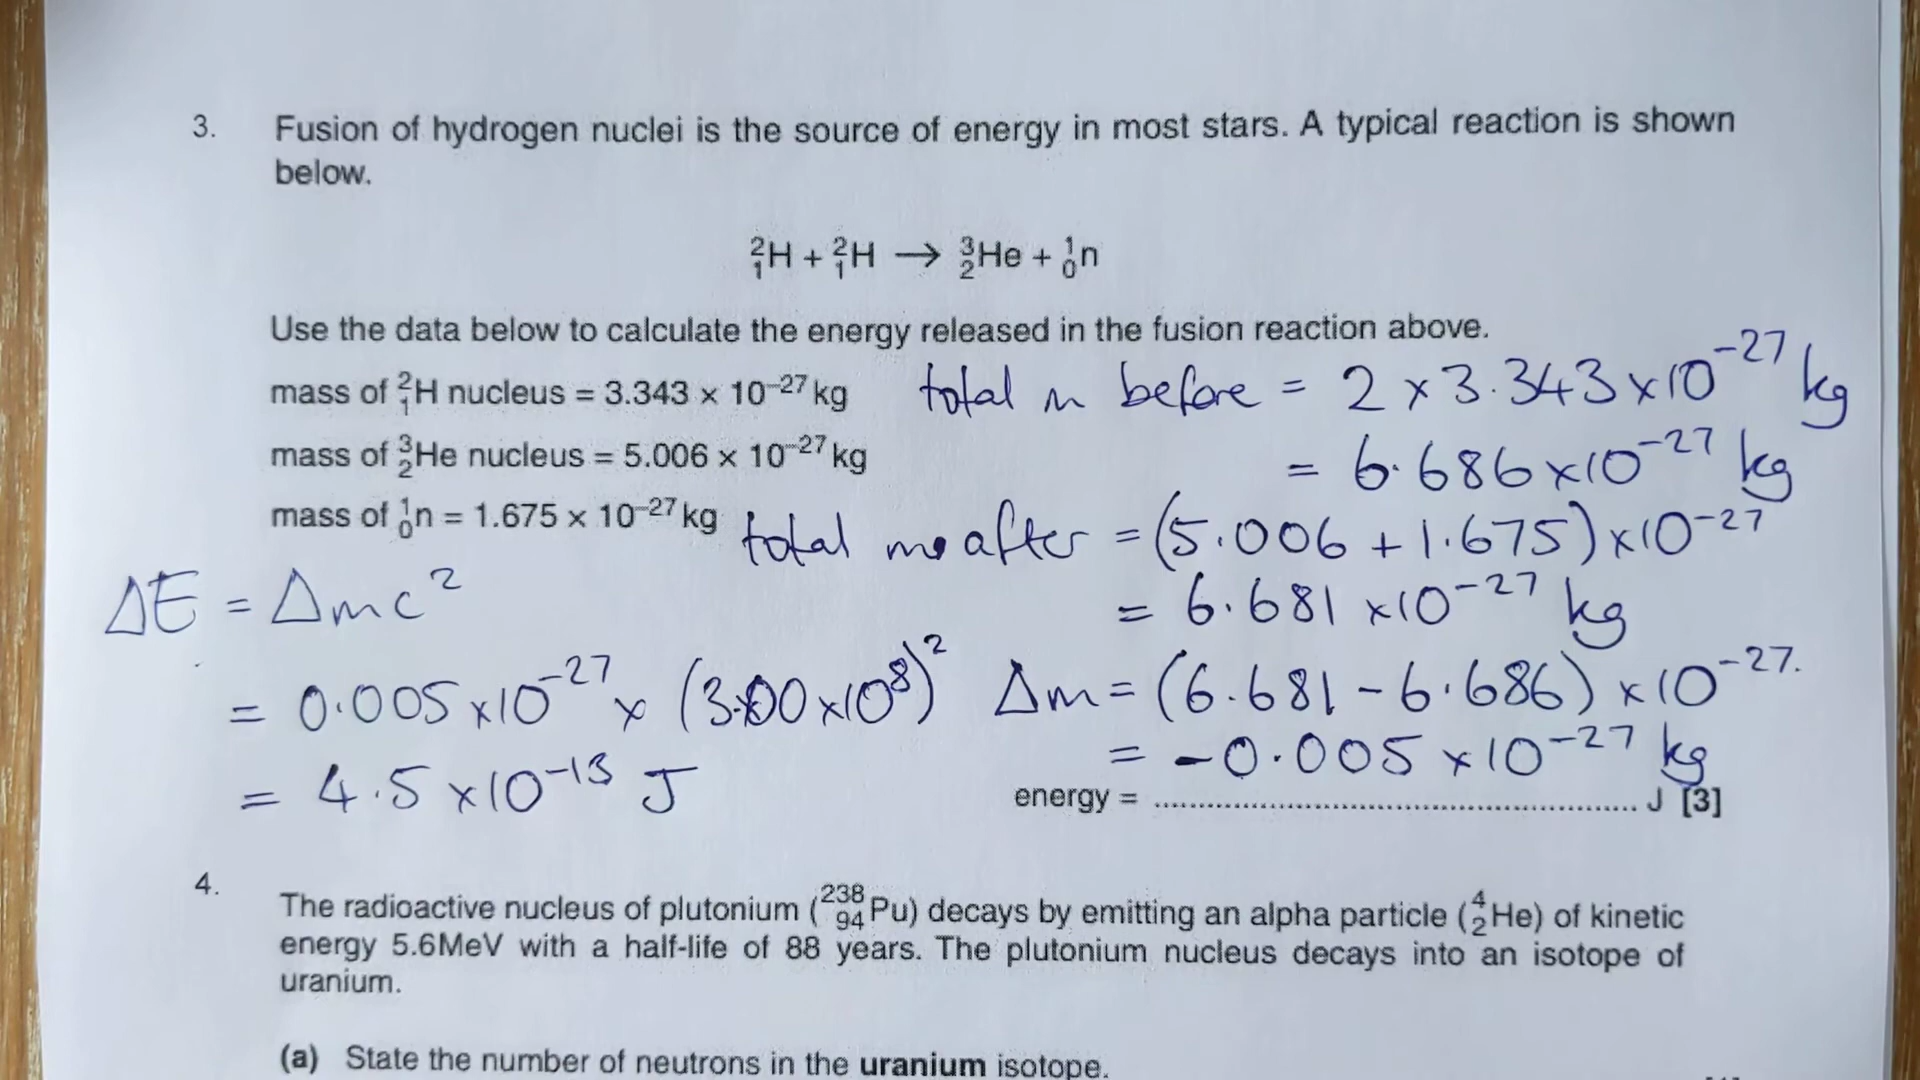 3. Fusion of hydrogen nuclei is the source of energy in most stars. A typical reaction is shown
below.
²₁H + ²₁H → ³₂He + ¹₀n
Use the data below to calculate the energy released in the fusion reaction above.
mass of ²₁H nucleus = 3.343 × 10⁻²⁷ kg
total m before = 2 × 3.343 × 10⁻²⁷ kg
mass of ³₂He nucleus = 5.006 × 10⁻²⁷ kg
= 6.686 × 10⁻²⁷ kg
mass of ¹₀n = 1.675 × 10⁻²⁷ kg
total m after = (5.006 + 1.675) × 10⁻²⁷
= 6.681 × 10⁻²⁷ kg
ΔE = Δmc²
= 0.005 × 10⁻²⁷ × (3.00 × 10⁸)²
= 4.5 × 10⁻¹³ J
Δm = (6.681 − 6.686) × 10⁻²⁷.
= −0.005 × 10⁻²⁷ kg
energy = .................................................... J [3]
4. The radioactive nucleus of plutonium (²³⁸₉₄Pu) decays by emitting an alpha particle (⁴₂He) of kinetic
energy 5.6MeV with a half-life of 88 years. The plutonium nucleus decays into an isotope of
uranium.
(a) State the number of neutrons in the uranium isotope.